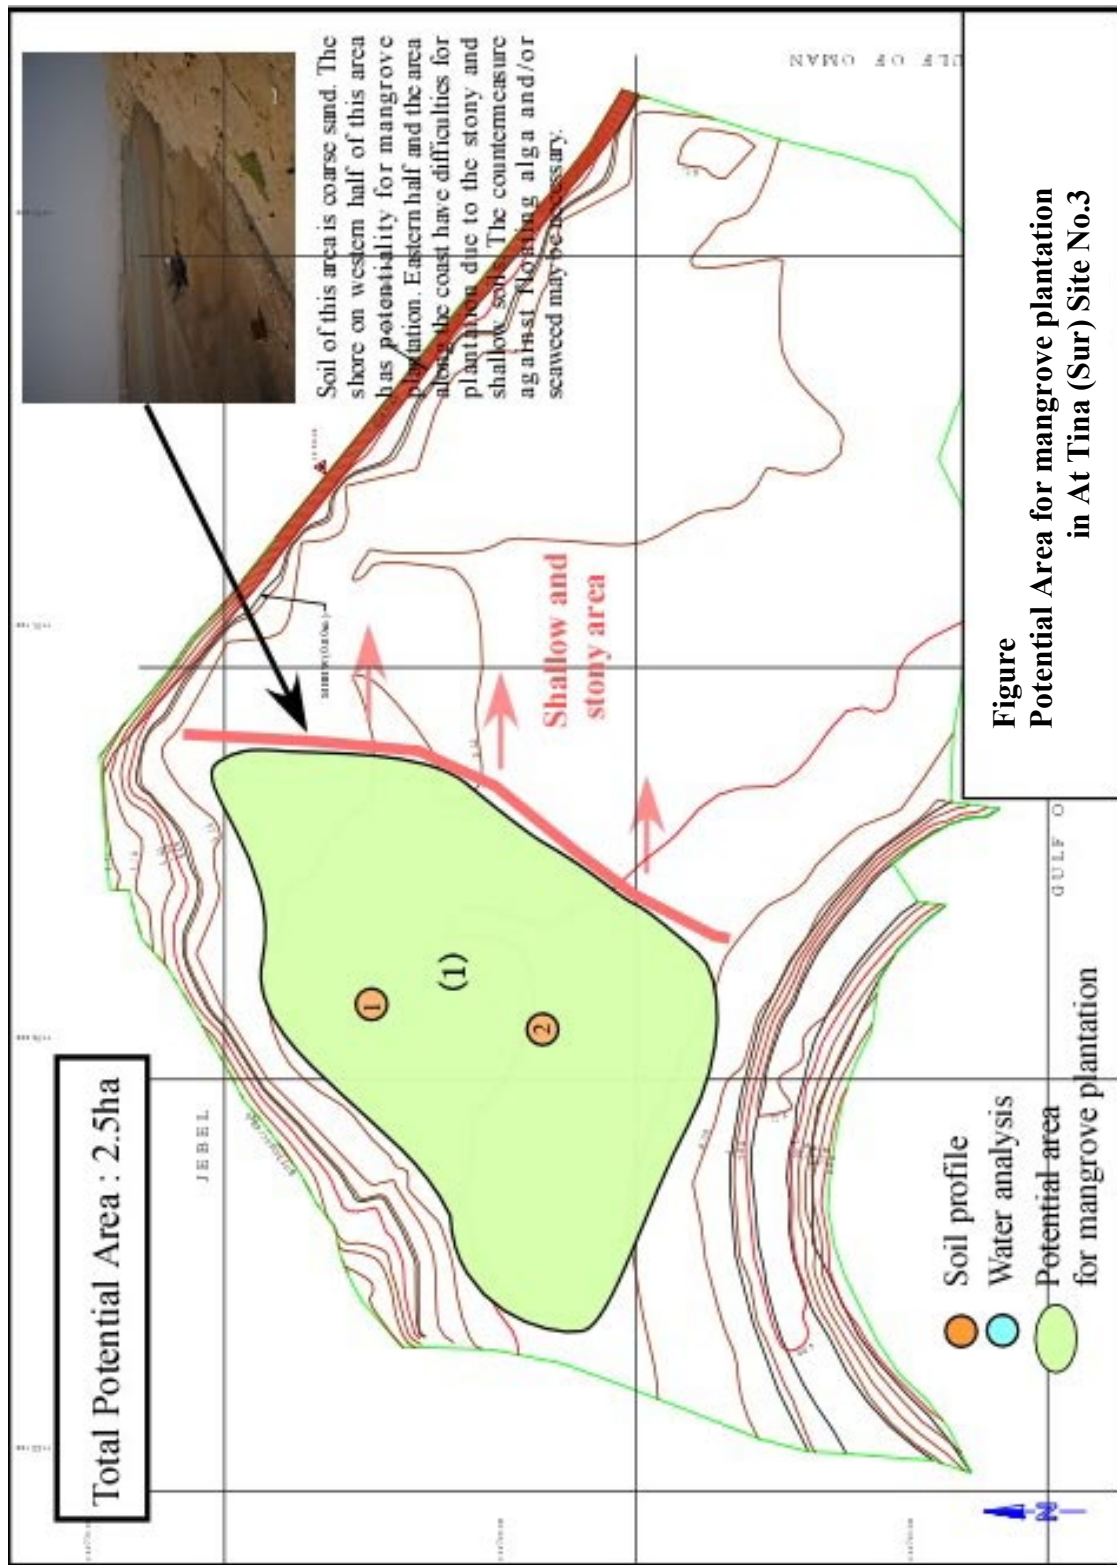 Total Potential Area : 2.5ha
Soil of this area is coarse sand. The
shore on western half of this area
has potentiality for mangrove
plantation. Eastern half and the area
along the coast have difficulties for
plantation due to the stony and
shallow soils. The countermeasure
against floating alga and/or
seaweed may be necessary.
JEBEL
GULF OF OMAN
(1)
1
2
Shallow and
stony area
GULF O
N
Soil profile
Water analysis
Potential area
for mangrove plantation
Figure
Potential Area for mangrove plantation
in At Tina (Sur) Site No.3